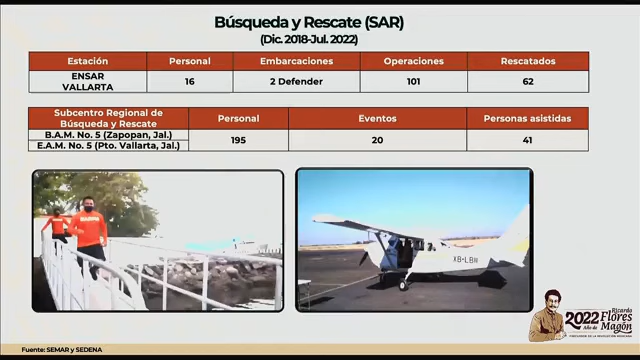 Búsqueda y Rescate (SAR)
(Dic. 2018-Jul. 2022)
Estación Personal Embarcaciones Operaciones Rescatados
ENSAR
VALLARTA 16 2 Defender 101 62
Subcentro Regional de
Búsqueda y Rescate Personal Eventos Personas asistidas
B.A.M. No. 5 (Zapopan, Jal.)
E.A.M. No. 5 (Pto. Vallarta, Jal.) 195 20 41
XB-LBN
2022 Ricardo
Flores
Año de Magón
Fuente: SEMAR y SEDENA